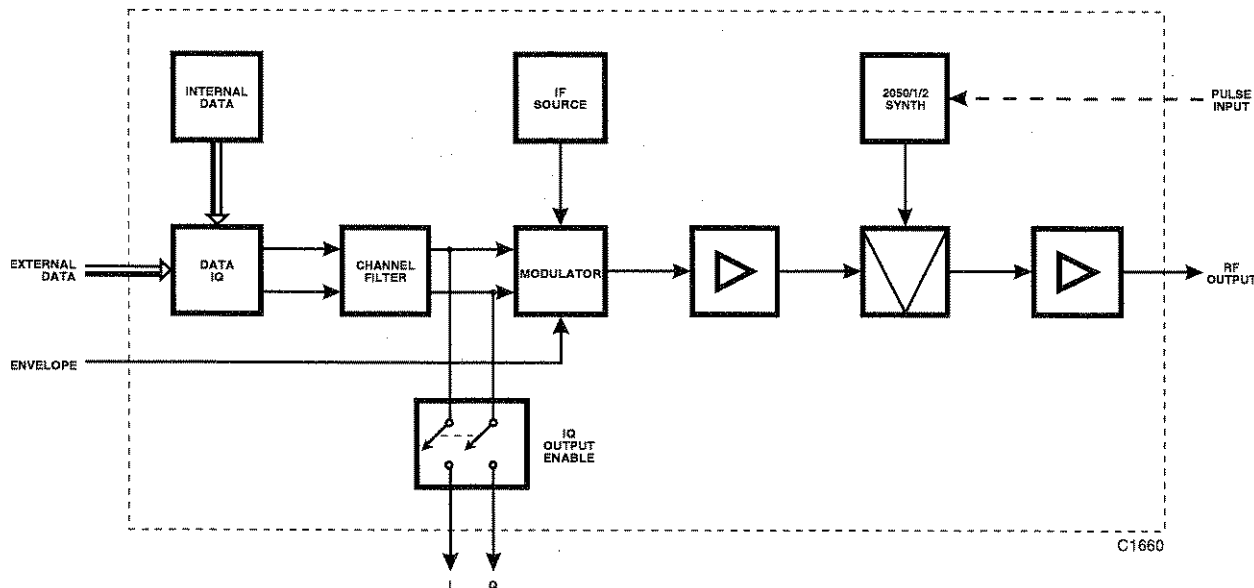 INTERNAL
DATA
IF
SOURCE
2050/1/2
SYNTH
PULSE
INPUT
EXTERNAL
DATA
DATA
IQ
CHANNEL
FILTER
MODULATOR
RF
OUTPUT
ENVELOPE
IQ
OUTPUT
ENABLE
C1660
I
Q